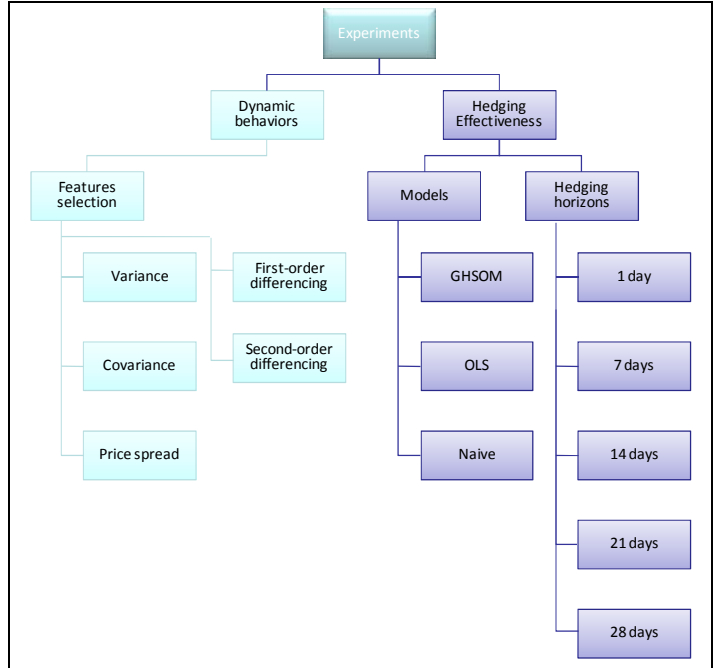 Experiments
Dynamic
behaviors
Hedging
Effectiveness
Features
selection
Models
Hedging
horizons
Variance
First-order
differencing
GHSOM
1 day
Covariance
Second-order
differencing
OLS
7 days
Price spread
Naive
14 days
21 days
28 days